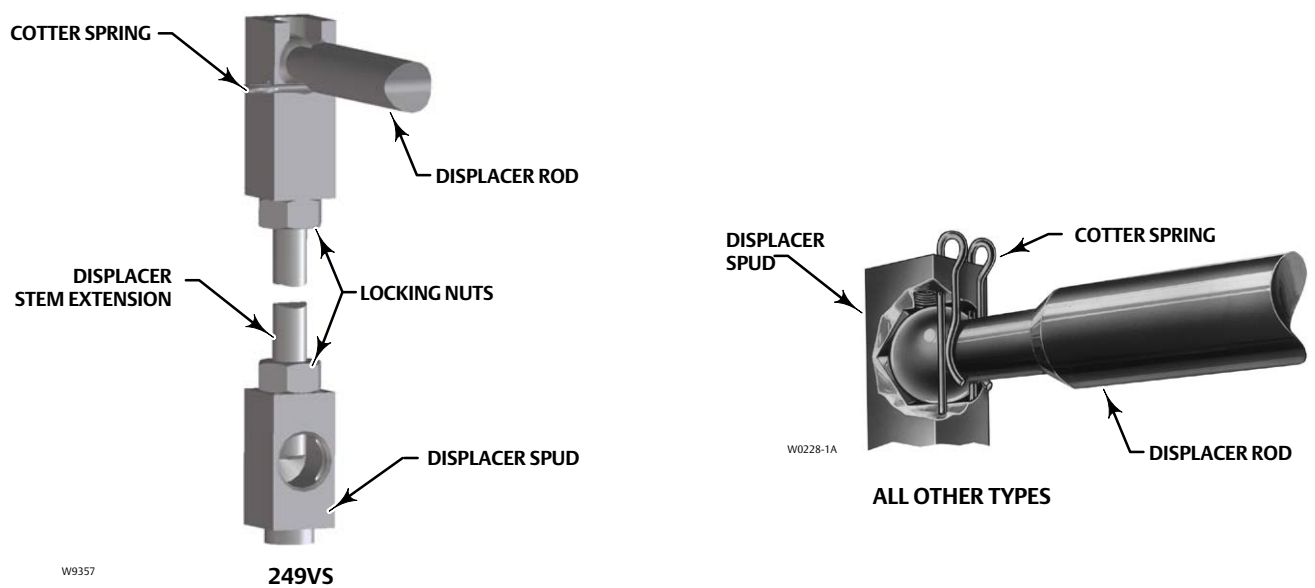 COTTER SPRING
DISPLACER ROD
DISPLACER
STEM EXTENSION
LOCKING NUTS
DISPLACER SPUD
W9357
249VS
DISPLACER
SPUD
COTTER SPRING
W0228-1A
DISPLACER ROD
ALL OTHER TYPES